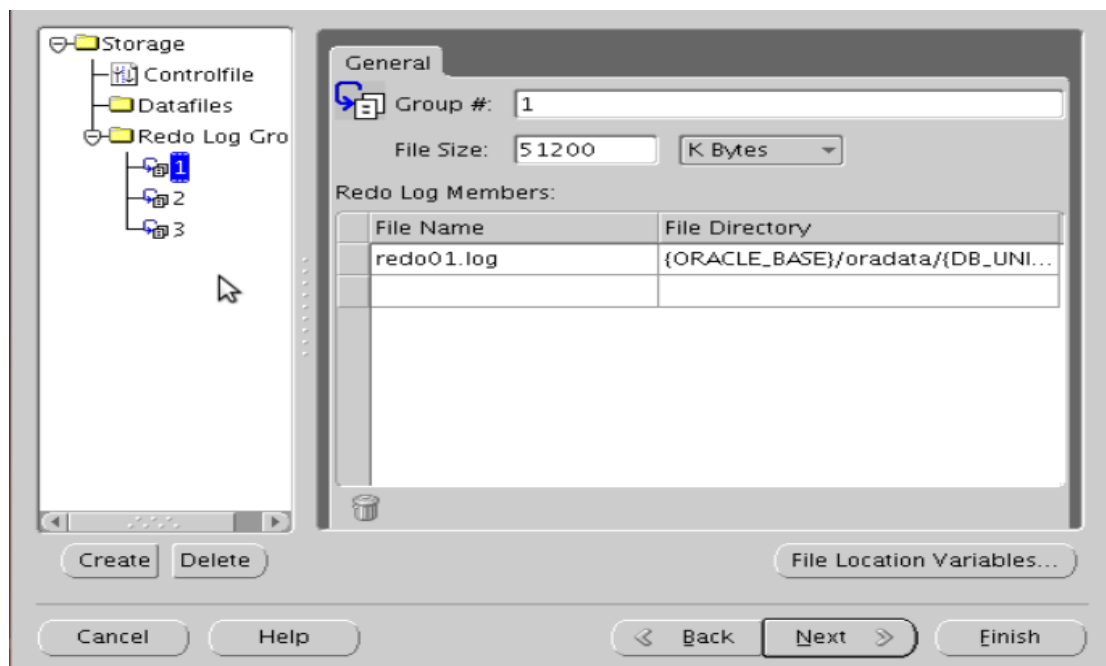 Storage
Controlfile
Datafiles
Redo Log Gro
1
2
3
General
Group #: 1
File Size: 51200 K Bytes
Redo Log Members:
File Name File Directory
redo01.log {ORACLE_BASE}/oradata/{DB_UNI...
Create Delete File Location Variables...
Cancel Help Back Next Finish